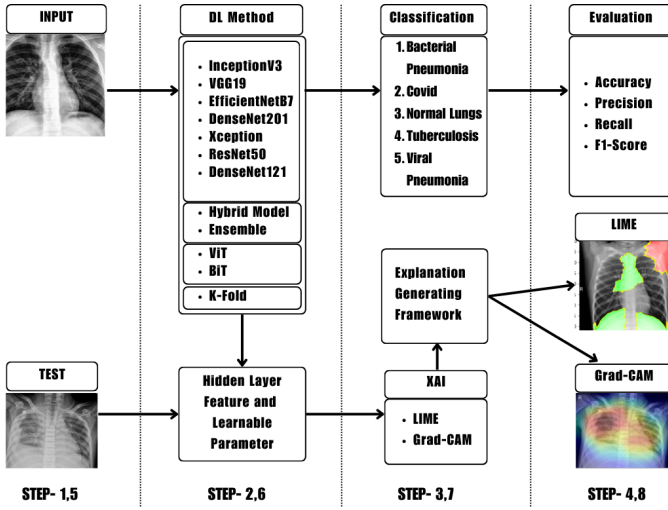 INPUT
DL Method
InceptionV3
VGG19
EfficientNetB7
DenseNet201
Xception
ResNet50
DenseNet121
Hybrid Model
Ensemble
ViT
BiT
K-Fold
Classification
1. Bacterial
Pneumonia
2. Covid
3. Normal Lungs
4. Tuberculosis
5. Viral
Pneumonia
Evaluation
Accuracy
Precision
Recall
F1-Score
LIME
Explanation
Generating
Framework
TEST
Hidden Layer
Feature and
Learnable
Parameter
XAI
LIME
Grad-CAM
Grad-CAM
STEP- 1,5
STEP- 2,6
STEP- 3,7
STEP- 4,8